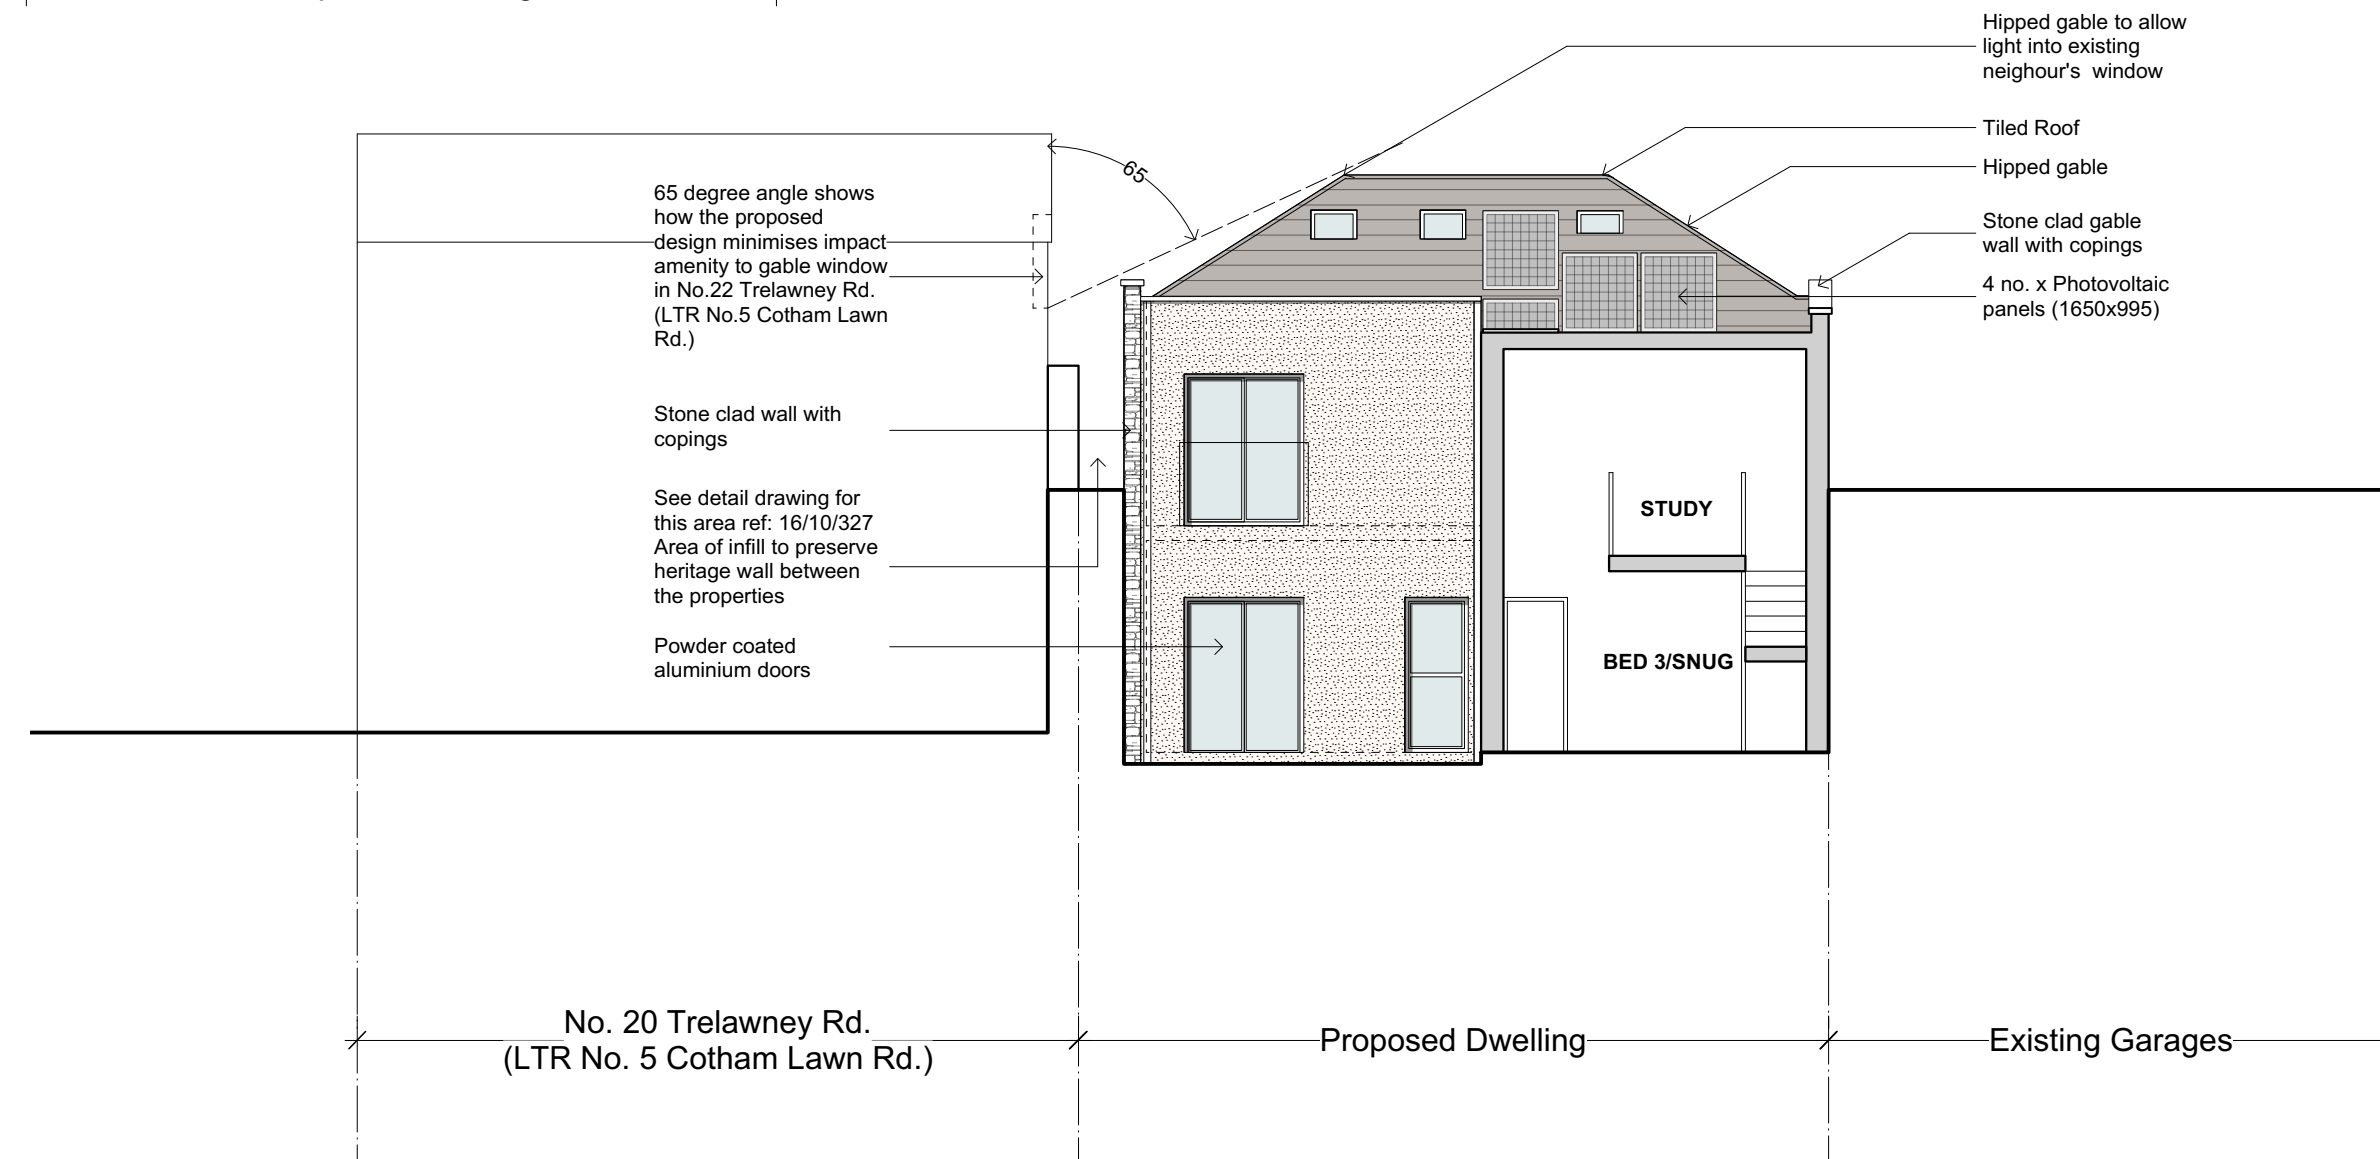 Hipped gable to allow
light into existing
neighour's window
Tiled Roof
Hipped gable
Stone clad gable
wall with copings
4 no. x Photovoltaic
panels (1650x995)
65
65 degree angle shows
how the proposed
design minimises impact
amenity to gable window
in No.22 Trelawney Rd.
(LTR No.5 Cotham Lawn
Rd.)
Stone clad wall with
copings
See detail drawing for
this area ref: 16/10/327
Area of infill to preserve
heritage wall between
the properties
Powder coated
aluminium doors
STUDY
BED 3/SNUG
No. 20 Trelawney Rd.
(LTR No. 5 Cotham Lawn Rd.)
Proposed Dwelling
Existing Garages